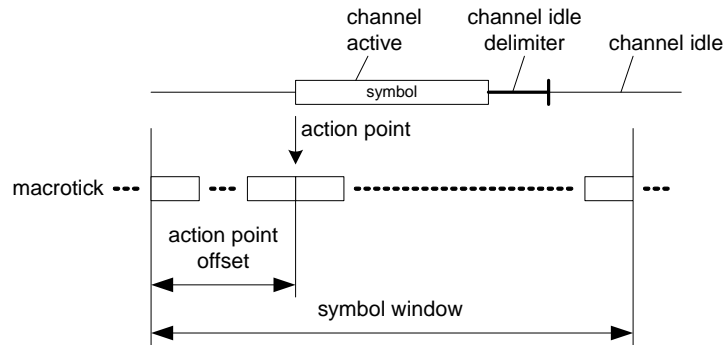 channel
active
channel idle
delimiter
channel idle
symbol
action point
macrotick
action point
offset
symbol window